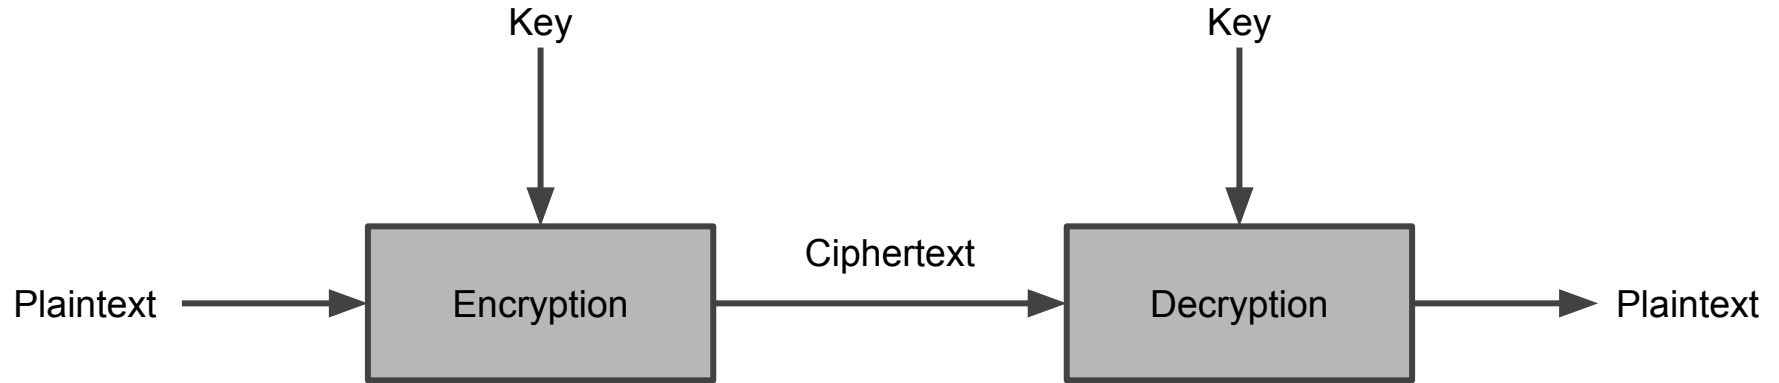 Key
Key
Ciphertext
Plaintext
Encryption
Decryption
Plaintext